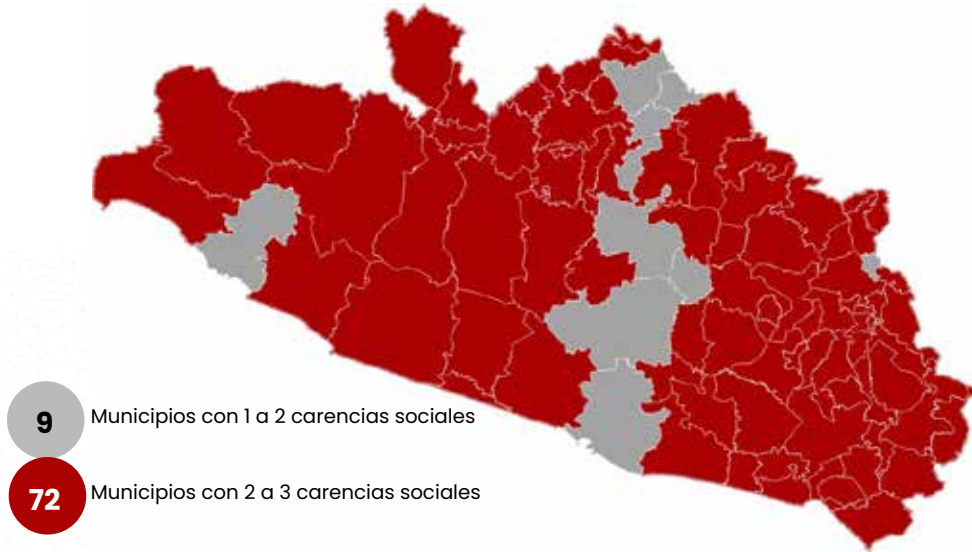 9 Municipios con 1 a 2 carencias sociales
72 Municipios con 2 a 3 carencias sociales